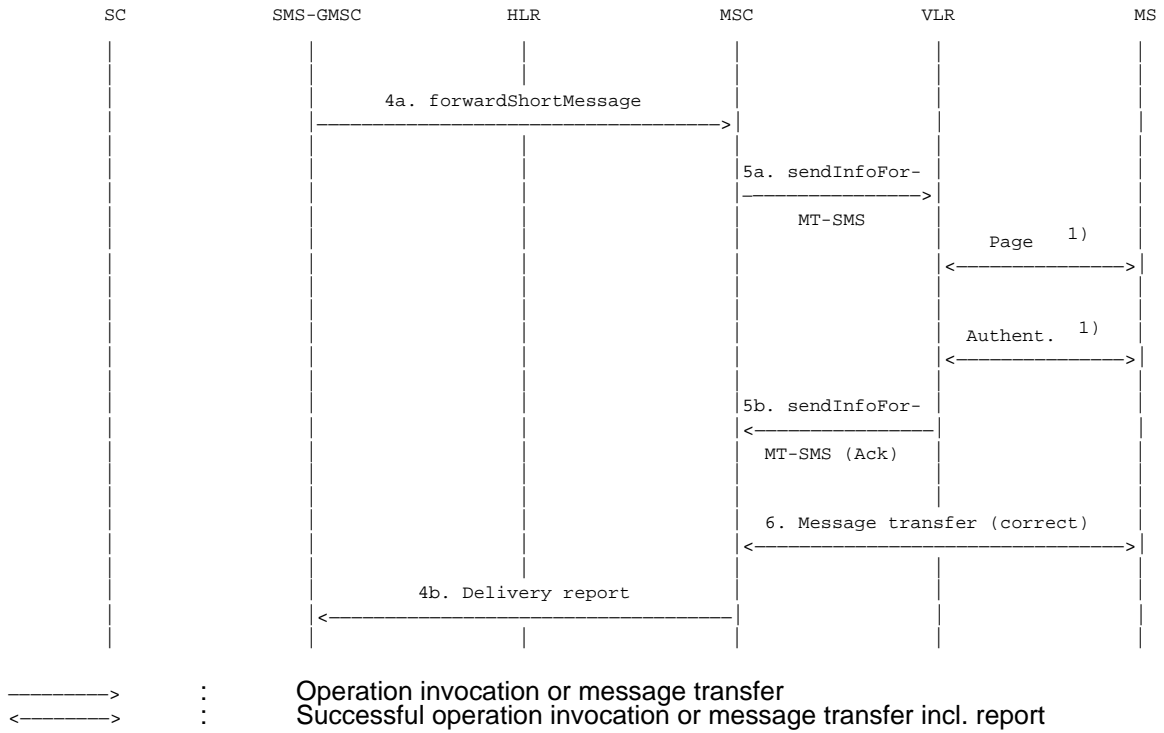 SC SMS-GMSC HLR MSC VLR MS
4a. forwardShortMessage
5a. sendInfoFor-
MT-SMS
Page 1)
Authent. 1)
5b. sendInfoFor-
MT-SMS (Ack)
6. Message transfer (correct)
4b. Delivery report
: Operation invocation or message transfer
: Successful operation invocation or message transfer incl. report